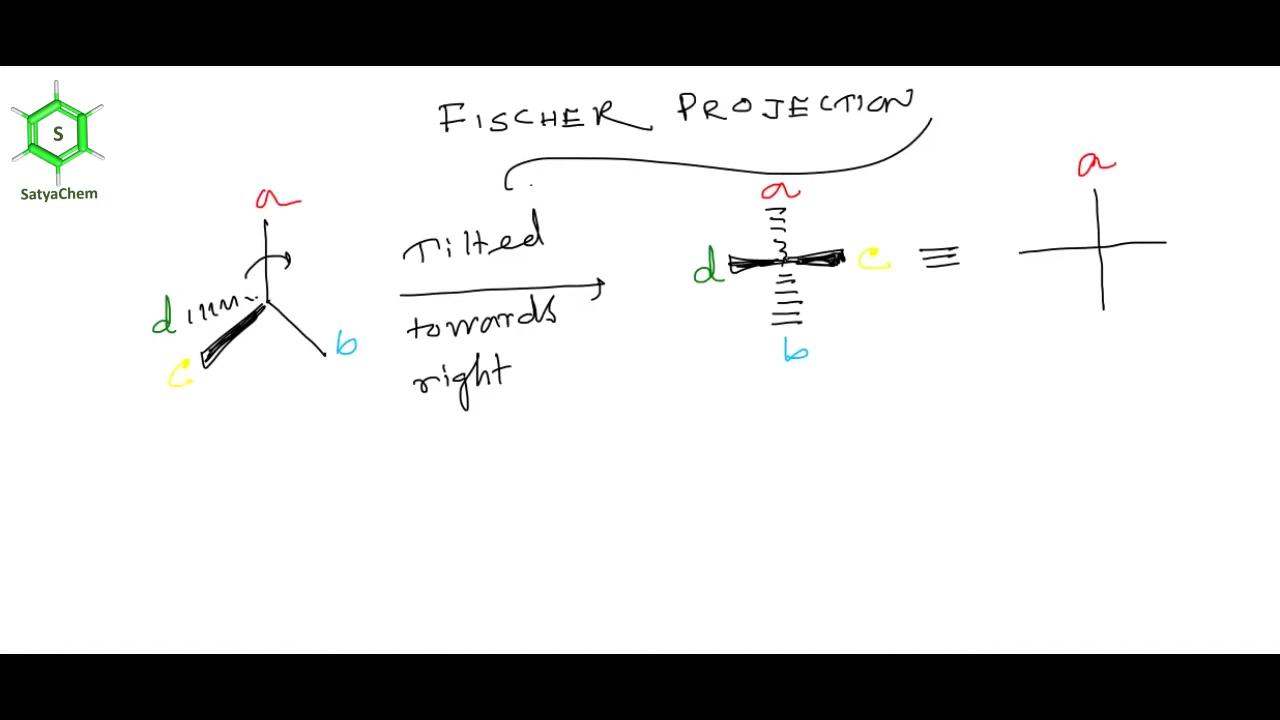 FISCHER PROJECTION
S
SatyaChem
a
d
c
b
Tilted
towards
right
a
d
c
b
a